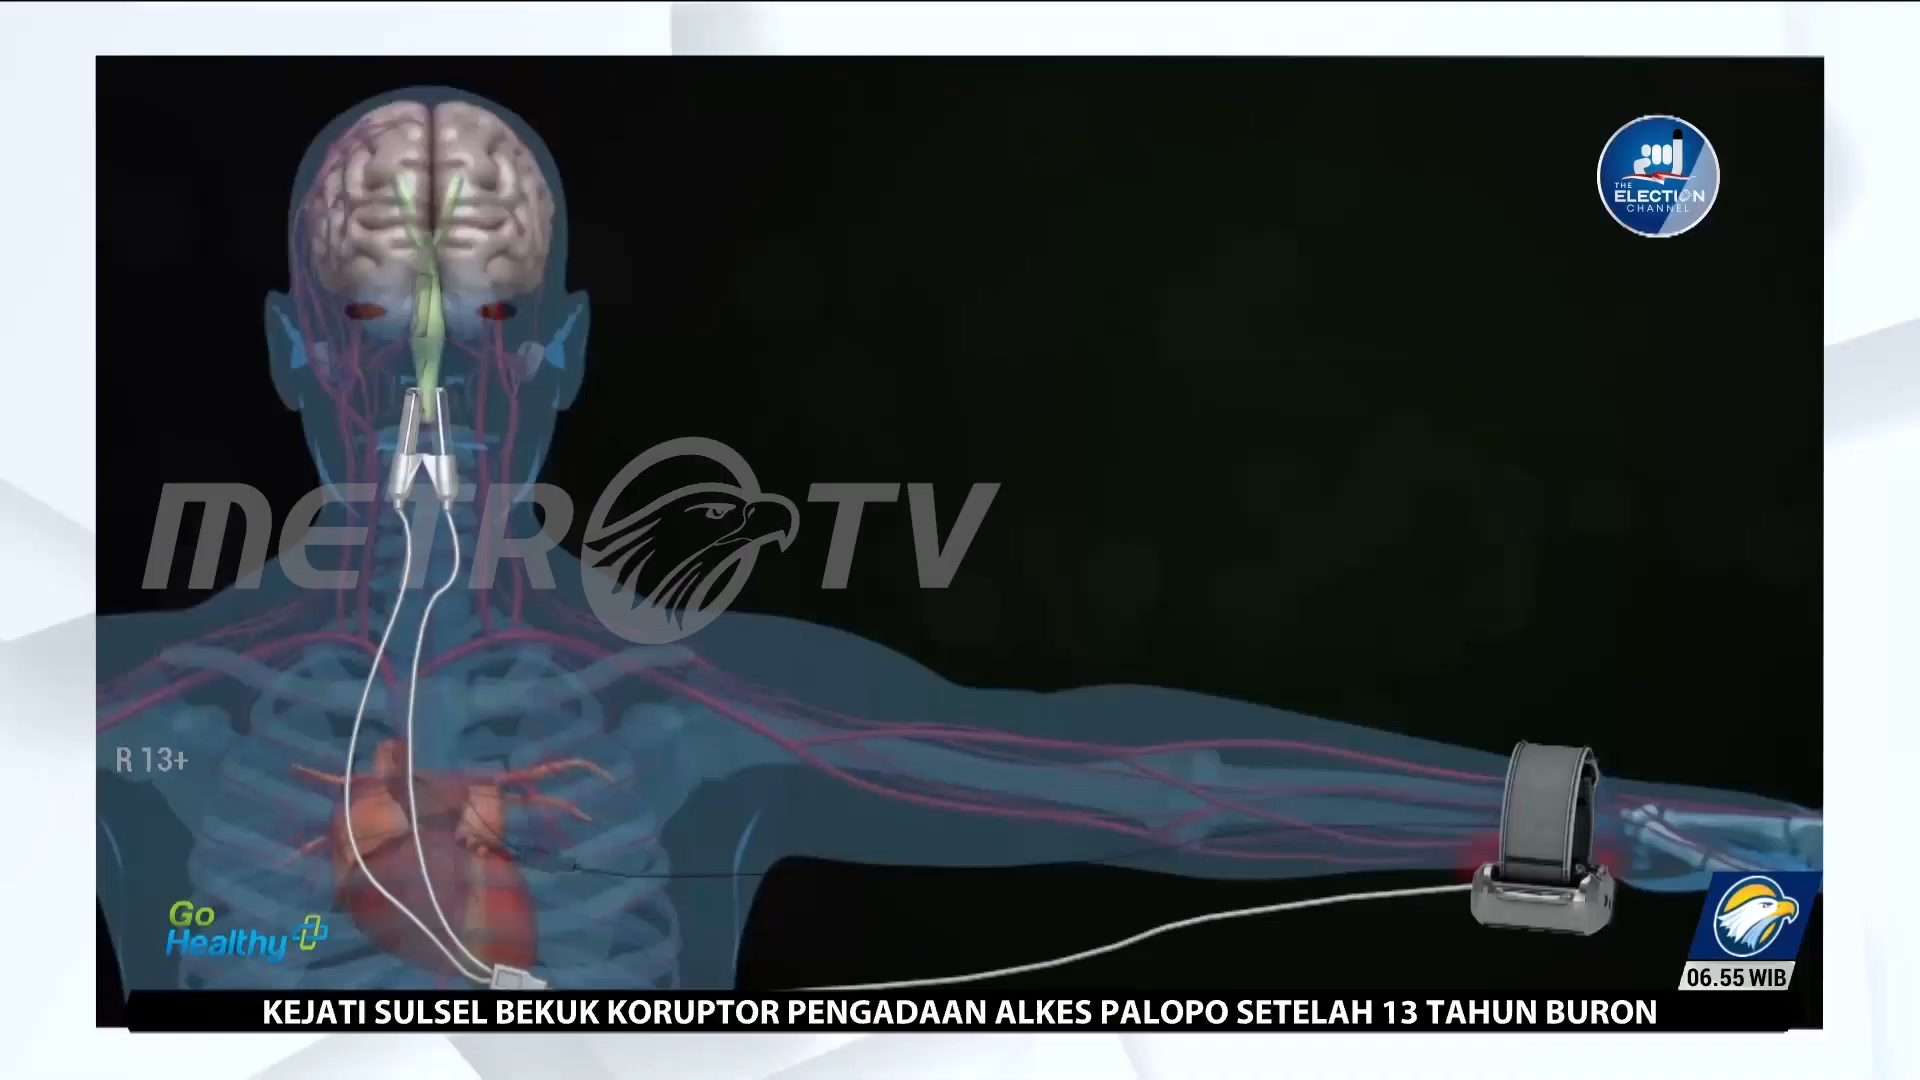 THE
ELECTION
CHANNEL
METRO TV
R 13+
Go
Healthy
06.55 WIB
KEJATI SULSEL BEKUK KORUPTOR PENGADAAN ALKES PALOPO SETELAH 13 TAHUN BURON